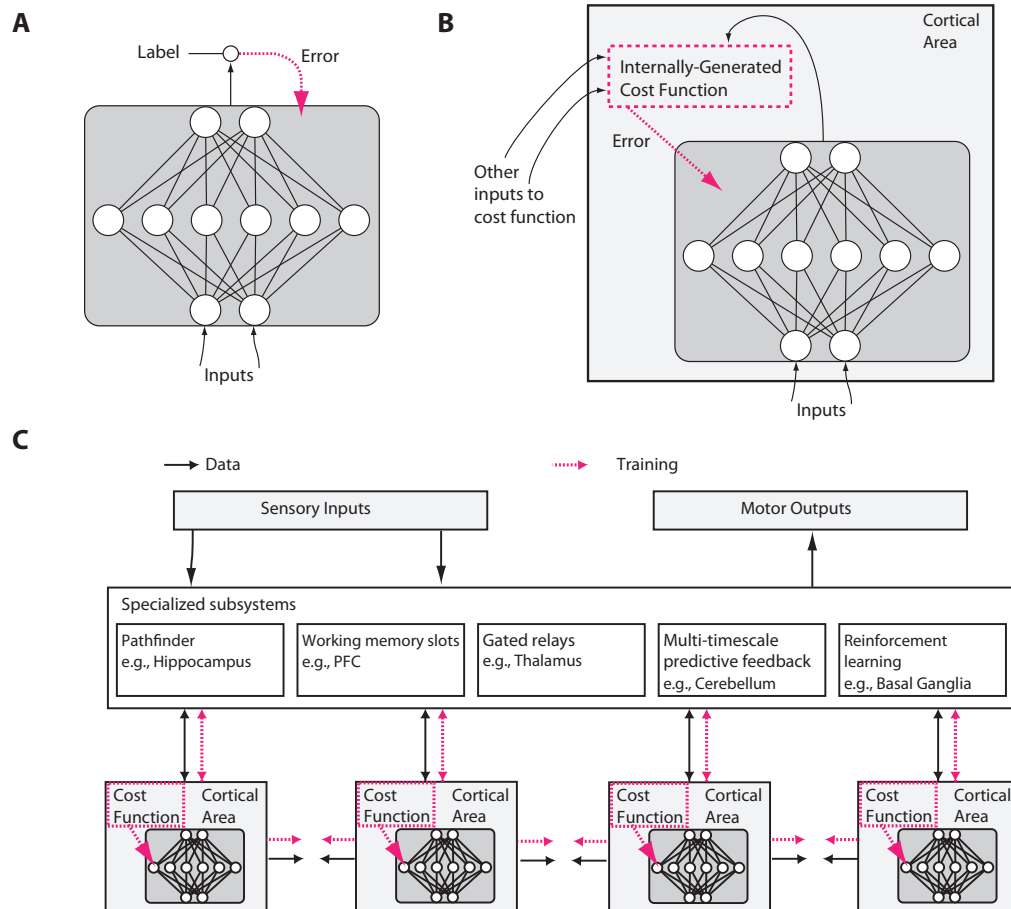 A
Label
Error
Inputs
B
Cortical
Area
Internally-Generated
Cost Function
Error
Other
inputs to
cost function
Inputs
C
Data
Training
Sensory Inputs
Motor Outputs
Specialized subsystems
Pathfinder
e.g., Hippocampus
Working memory slots
e.g., PFC
Gated relays
e.g., Thalamus
Multi-timescale
predictive feedback
e.g., Cerebellum
Reinforcement
learning
e.g., Basal Ganglia
Cost
Function
Cortical
Area
Cost
Function
Cortical
Area
Cost
Function
Cortical
Area
Cost
Function
Cortical
Area